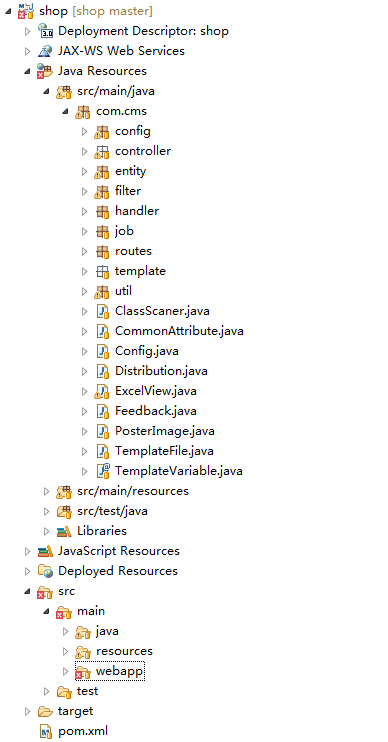 shop [shop master]
Deployment Descriptor: shop
JAX-WS Web Services
Java Resources
src/main/java
com.cms
config
controller
entity
filter
handler
job
routes
template
util
ClassScaner.java
CommonAttribute.java
Config.java
Distribution.java
ExcelView.java
Feedback.java
PosterImage.java
TemplateFile.java
TemplateVariable.java
src/main/resources
src/test/java
Libraries
JavaScript Resources
Deployed Resources
src
main
java
resources
webapp
test
target
pom.xml